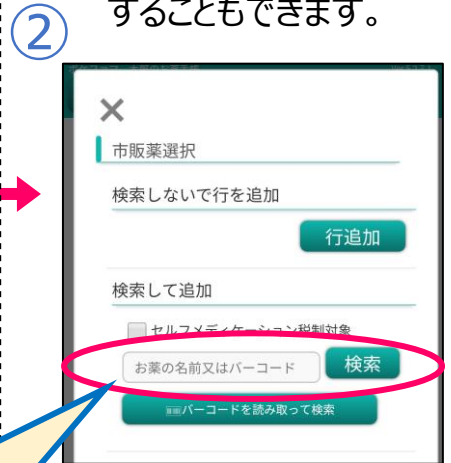 することもできます。
②
×
市販薬選択
検索しないで行を追加
行追加
検索して追加
セルフメディケーション税制対象
お薬の名前又はバーコード
検索
バーコードを読み取って検索